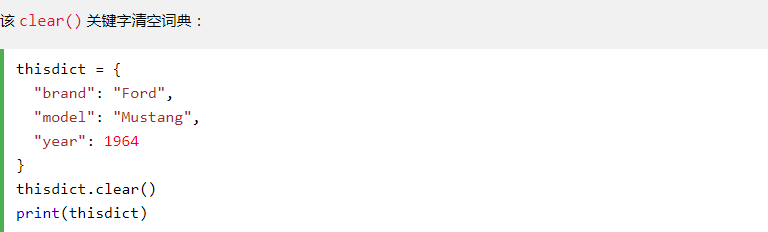 该 clear() 关键字清空词典：
thisdict = {
  "brand": "Ford",
  "model": "Mustang",
  "year": 1964
}
thisdict.clear()
print(thisdict)